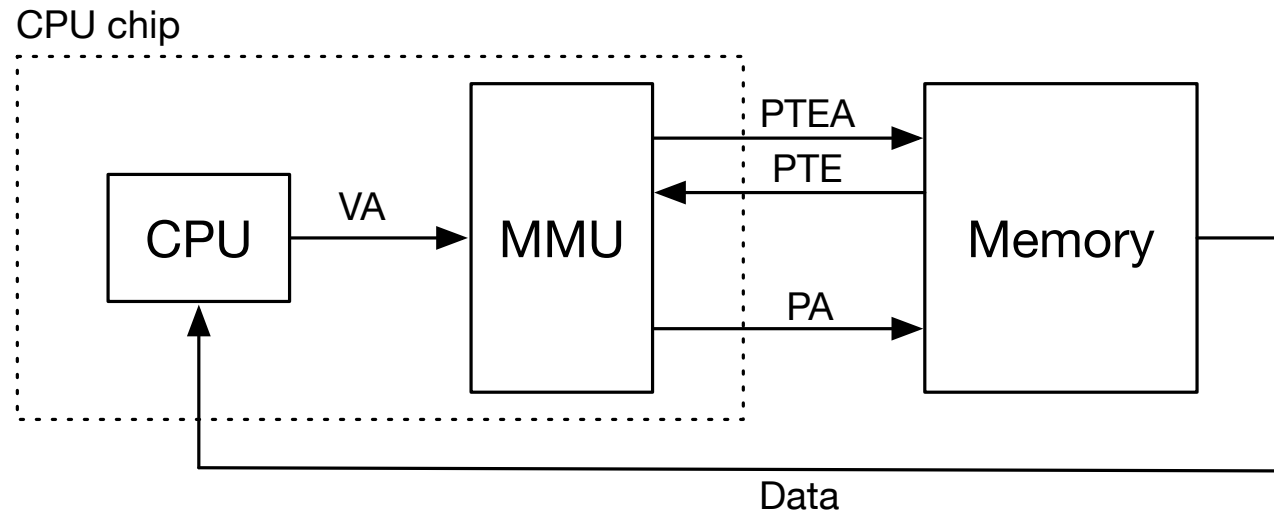 CPU chip
PTEA
PTE
VA
CPU
MMU
Memory
PA
Data